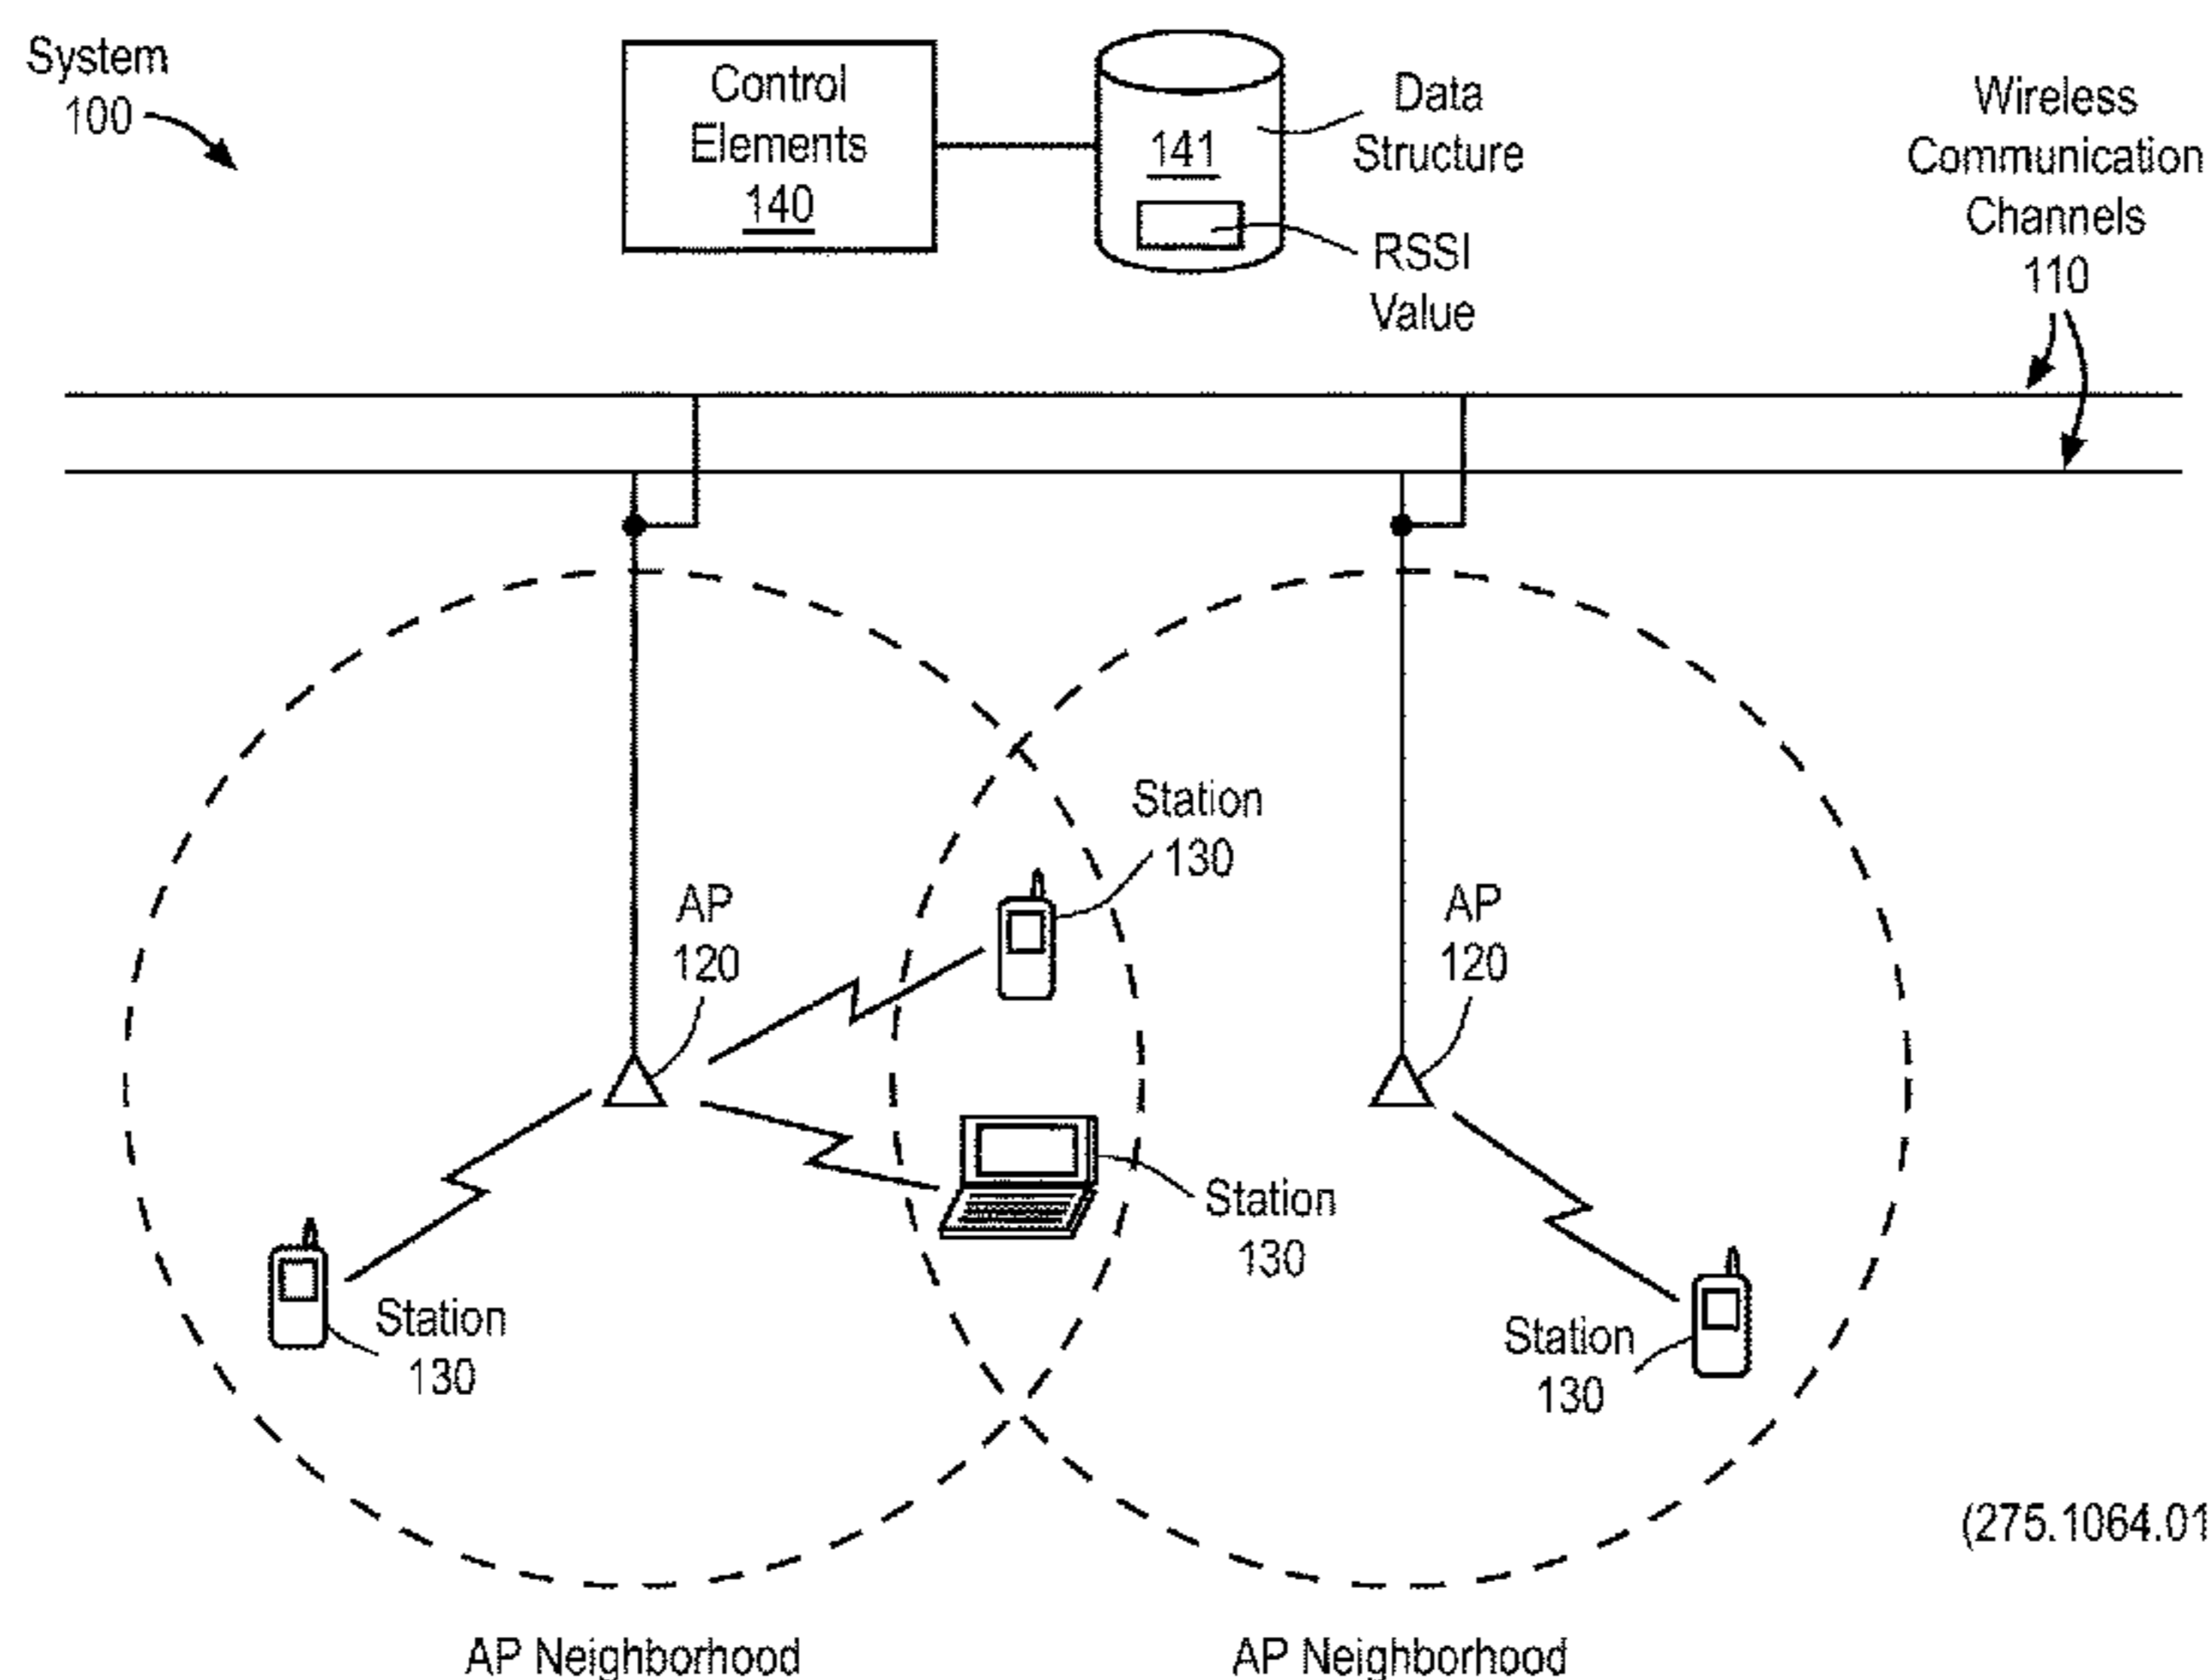 System
100
Control
Elements
140
141
Data
Structure
RSSI
Value
Wireless
Communication
Channels
110
Station
130
AP
120
AP
120
Station
130
Station
130
Station
130
(275.1064.01
AP Neighborhood
AP Neighborhood